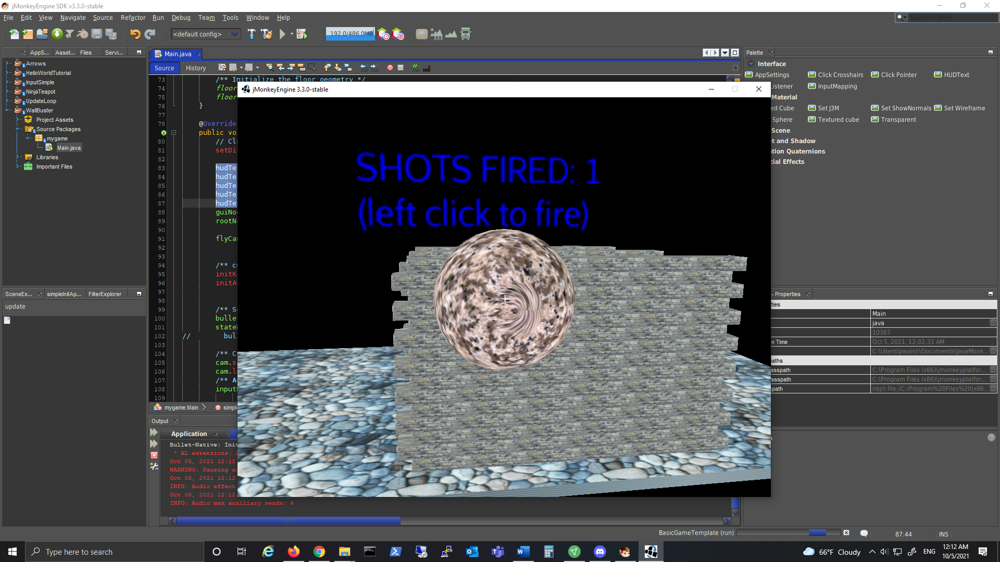 jMonkeyEngine SDK v3.3.0-stable
File Edit View Navigate Source Refactor Run Debug Team Tools Window Help
Search (Ctrl+I)
<default config>
192.0/486.0MB
AppS... Asset... Files Servi...
Arrows
HelloWorldTutorial
InputSimple
NinjaTeapot
UpdateLoop
WallBuster
Project Assets
Source Packages
mygame
Main.java
Libraries
Important Files
SceneEx... simpleInitAp... FilterExplorer
update
Main.java
Source History
73 /** Initialize the floor geometry */
74 floor
75 floor
76 }
77
78 @Override
public vo
80 // Cl
81 setDi
82
83 hudTe
84 hudTe
85 hudTe
86 hudTe
87 hudTe
88 guiNo
89 rootN
90
91 flyCa
92
93
94 /** c
95 initK
96 initA
97
98
99 /** S
100 bulle
101 state
102 // bul
103
104 /** C
105 cam.s
106 cam.l
107 /** A
108 input
109
mygame.Main simple
jMonkeyEngine 3.3.0-stable
SHOTS FIRED: 1
(left click to fire)
Output
Application
Bullet-Native: Init
* AL extensions: A
Oct 05, 2021 12:12
WARNING: Pausing au
Oct 05, 2021 12:12
INFO: Audio effect
Oct 05, 2021 12:12
INFO: Audio max auxiliary sends: 4
Palette
Interface
AppSettings Click Crosshairs Click Pointer HUDText
istener InputMapping
Material
ed Cube Set J3M Set ShowNormals Set Wireframe
Sphere Textured cube Transparent
Scene
t and Shadow
tion Quaternions
cial Effects
- Properties
ties
Main
java
10367
n Time Oct 5, 2021, 12:02:31 AM
C:\Users\pwalsh\Documents\JavaMonk...
aths
asspath C:\Program Files (x86)\jmonkeyplatfor...
asspath C:\Program Files (x86)\jmonkeyplatfor...
path nbjrt:file:/C:/Program%20Files%20(x86...
BasicGameTemplate (run) 87:44 INS
Type here to search
66°F Cloudy ENG 12:12 AM
10/5/2021